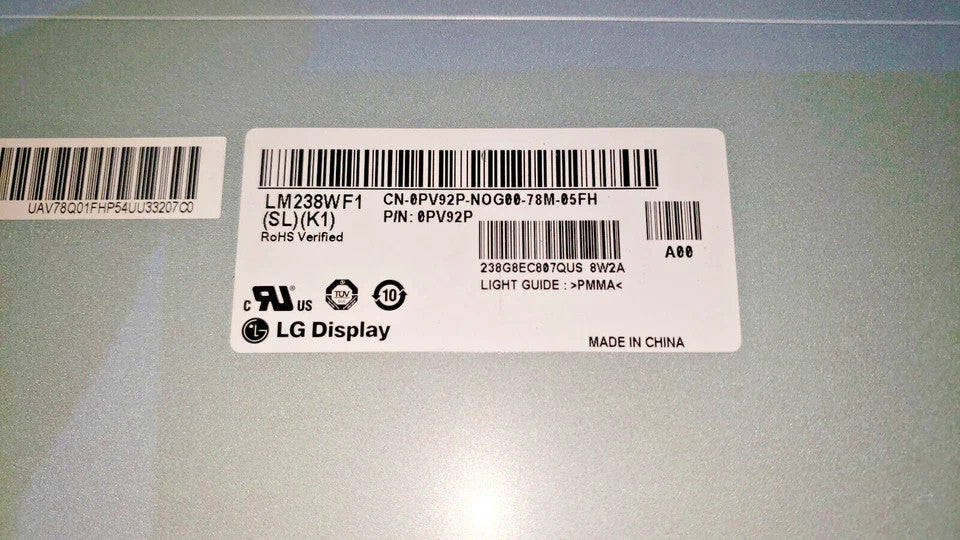 UAV78Q01FHP54UU33207C0
LM238WF1
(SL)(K1)
RoHS Verified
CN-0PV92P-NOG00-78M-05FH
P/N: 0PV92P
238G8EC807QUS 8W2A
LIGHT GUIDE : >PMMA<
A00
c RU US
TÜV
10
LG Display
MADE IN CHINA